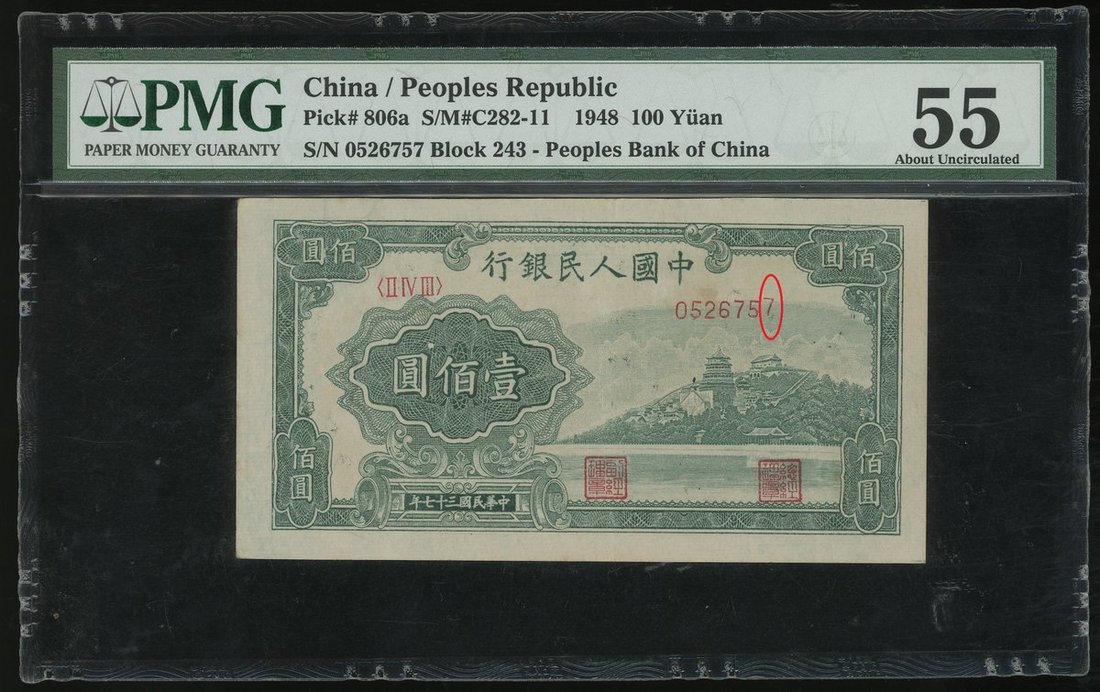 PMG
PAPER MONEY GUARANTY
China / Peoples Republic
Pick# 806a S/M#C282-11 1948 100 Yüan
S/N 0526757 Block 243 - Peoples Bank of China
55
About Uncirculated
圓佰
行銀民人國中
圓佰
〈II IV III〉
0526757
圓佰壹
佰圓
佰圓
年七十三國民華中